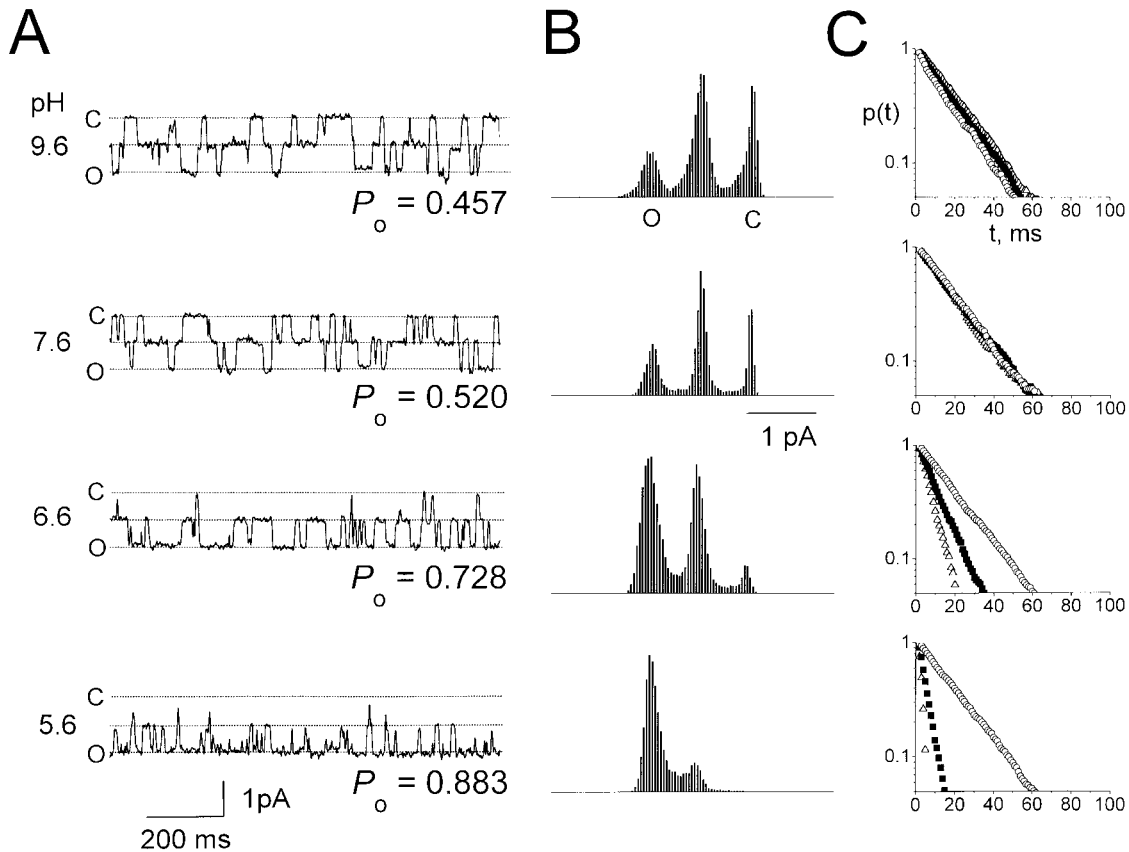 A
B
C
pH
9.6
C
O
Po = 0.457
O
C
1
p(t)
0.1
0 20 40 60 80 100
t, ms
7.6
C
O
Po = 0.520
1 pA
1
0.1
0 20 40 60 80 100
6.6
C
O
Po = 0.728
1
0.1
0 20 40 60 80 100
5.6
C
O
Po = 0.883
1
0.1
0 20 40 60 80 100
1pA
200 ms